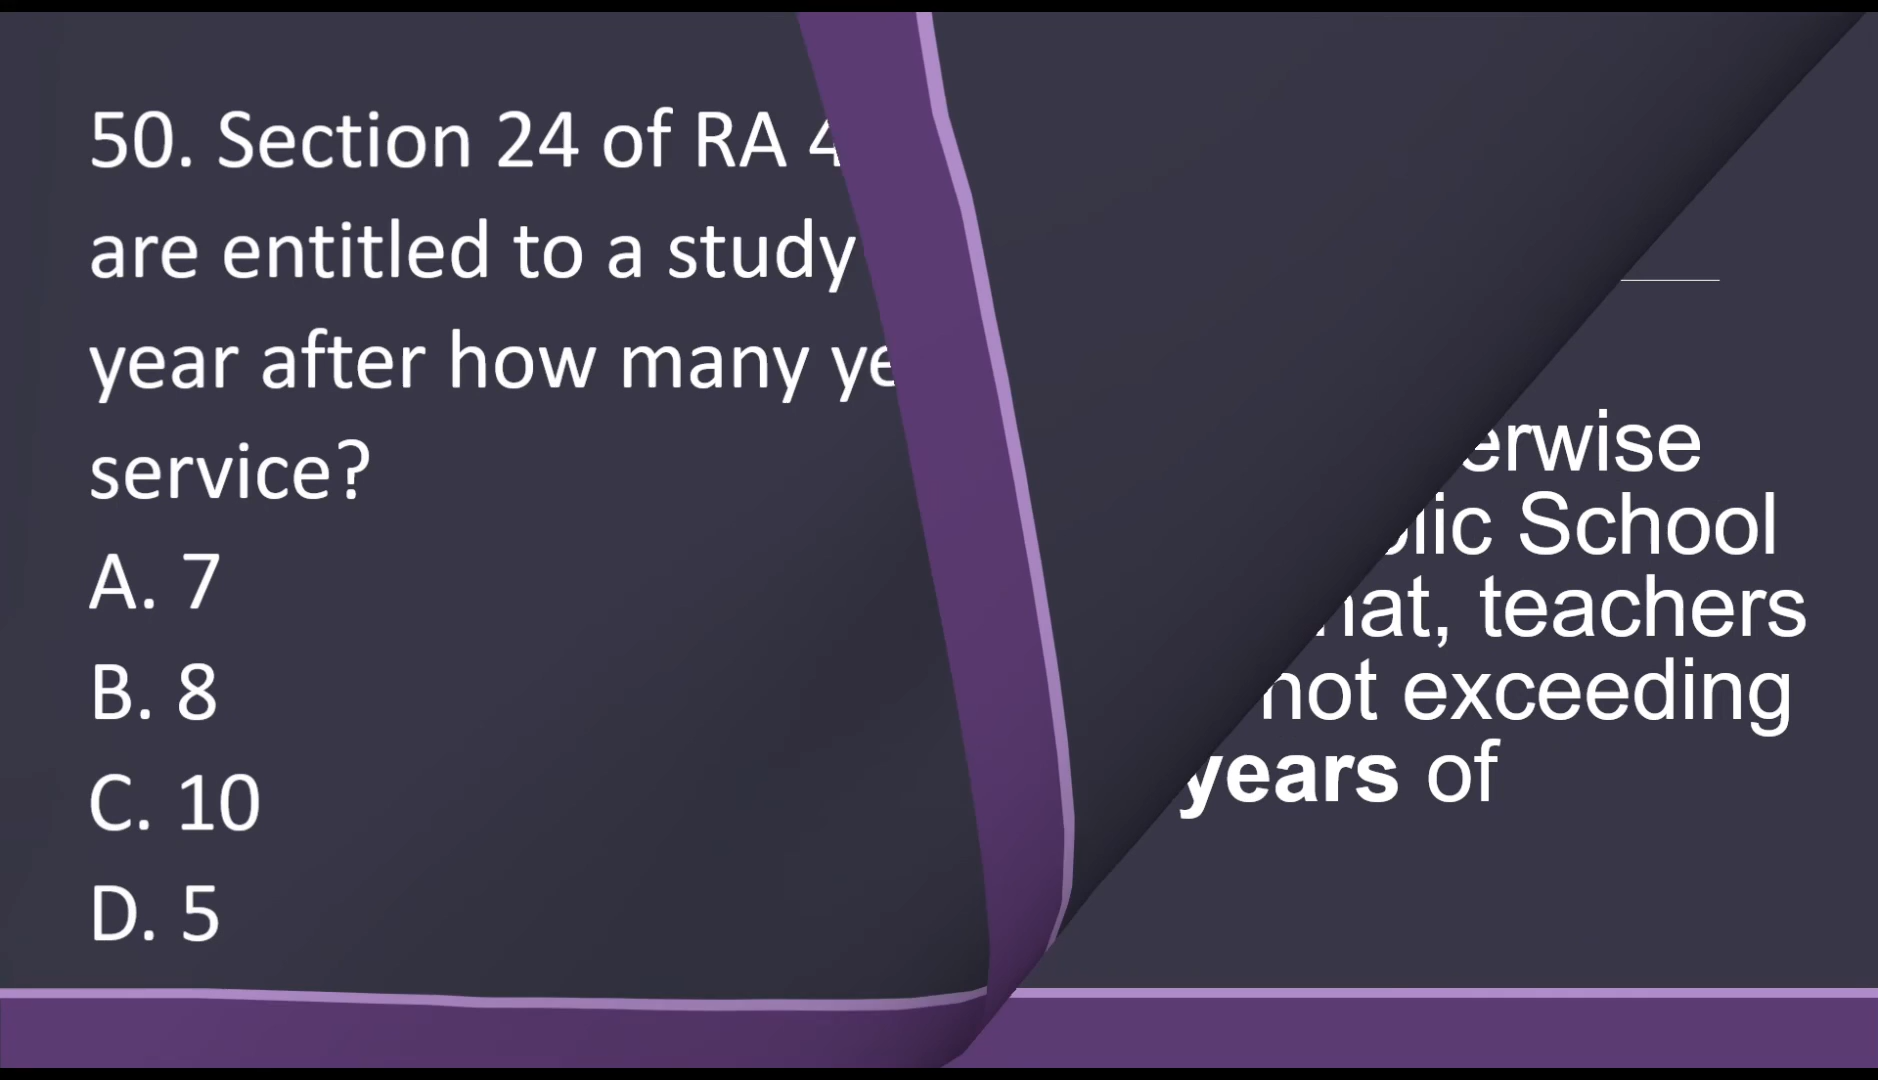 50. Section 24 of RA 4
are entitled to a study
year after how many ye
service?
A. 7
B. 8
C. 10
D. 5
erwise
lic School
hat, teachers
not exceeding
years of